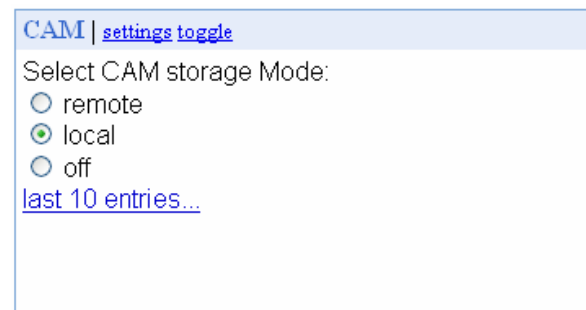 CAM | settings toggle
Select CAM storage Mode:
remote
local
off
last 10 entries...